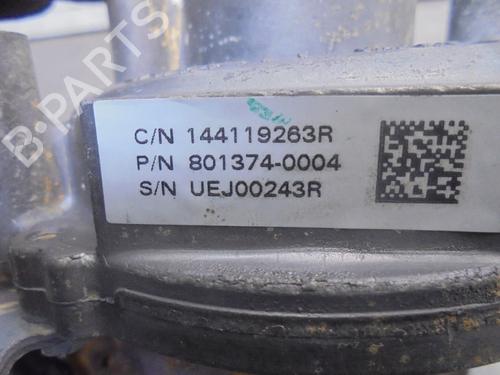 B-PARTS
C/N 144119263R
P/N 801374-0004
S/N UEJ00243R